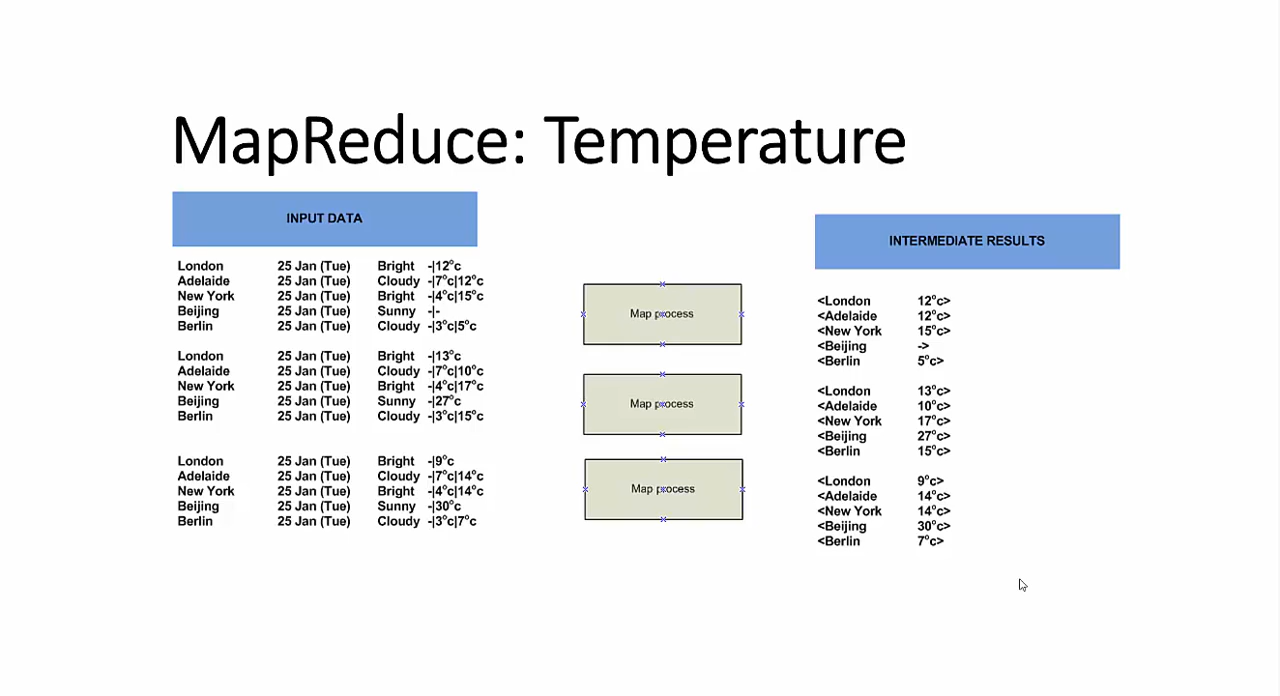 MapReduce: Temperature
INPUT DATA
London 25 Jan (Tue) Bright -|12°c
Adelaide 25 Jan (Tue) Cloudy -|7°c|12°c
New York 25 Jan (Tue) Bright -|4°c|15°c
Beijing 25 Jan (Tue) Sunny -|-
Berlin 25 Jan (Tue) Cloudy -|3°c|5°c
London 25 Jan (Tue) Bright -|13°c
Adelaide 25 Jan (Tue) Cloudy -|7°c|10°c
New York 25 Jan (Tue) Bright -|4°c|17°c
Beijing 25 Jan (Tue) Sunny -|27°c
Berlin 25 Jan (Tue) Cloudy -|3°c|15°c
London 25 Jan (Tue) Bright -|9°c
Adelaide 25 Jan (Tue) Cloudy -|7°c|14°c
New York 25 Jan (Tue) Bright -|4°c|14°c
Beijing 25 Jan (Tue) Sunny -|30°c
Berlin 25 Jan (Tue) Cloudy -|3°c|7°c
Map process
Map process
Map process
INTERMEDIATE RESULTS
<London 12°c>
<Adelaide 12°c>
<New York 15°c>
<Beijing ->
<Berlin 5°c>
<London 13°c>
<Adelaide 10°c>
<New York 17°c>
<Beijing 27°c>
<Berlin 15°c>
<London 9°c>
<Adelaide 14°c>
<New York 14°c>
<Beijing 30°c>
<Berlin 7°c>